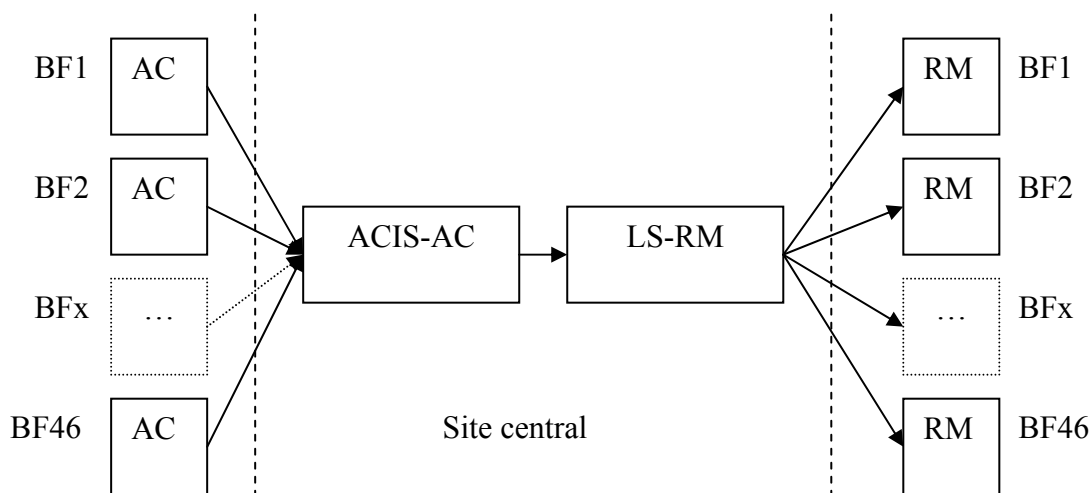 BF1 AC RM BF1
BF2 AC RM BF2
ACIS-AC LS-RM
BFx … … BFx
BF46 AC Site central RM BF46